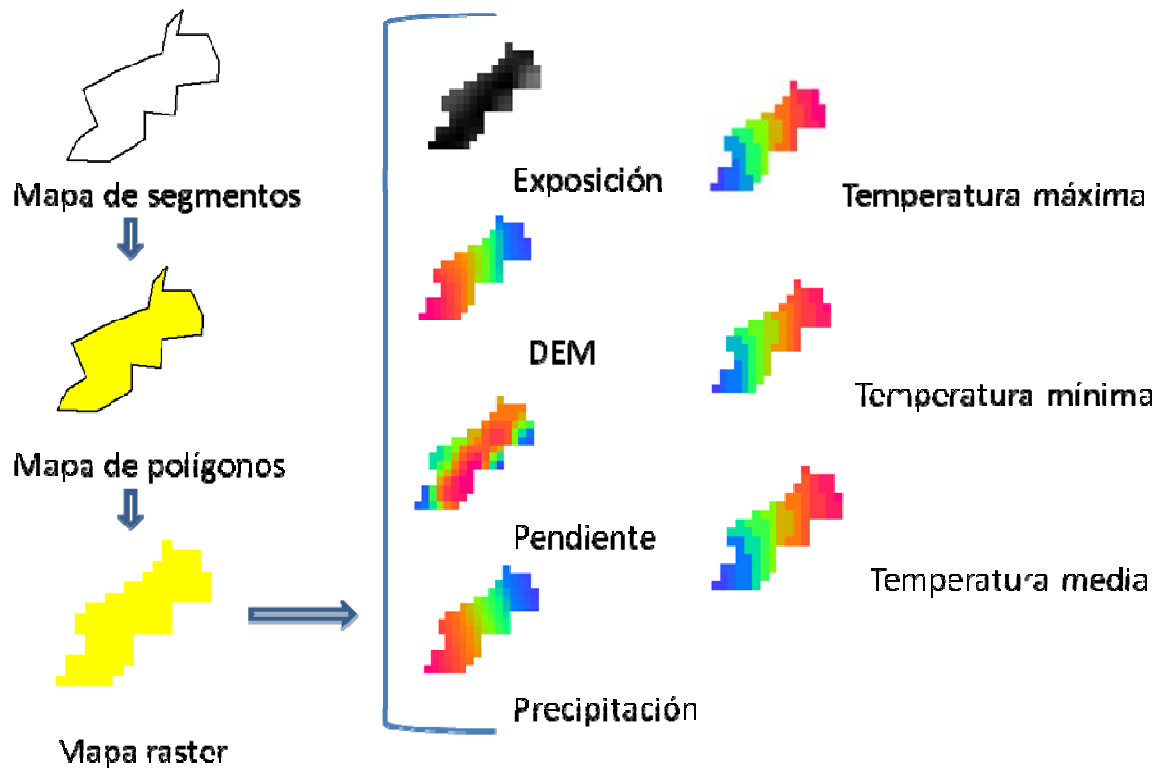 Mapa de segmentos
Mapa de polígonos
Mapa raster
Exposición
DEM
Pendiente
Precipitación
Temperatura máxima
Temperatura mínima
Temperatura media